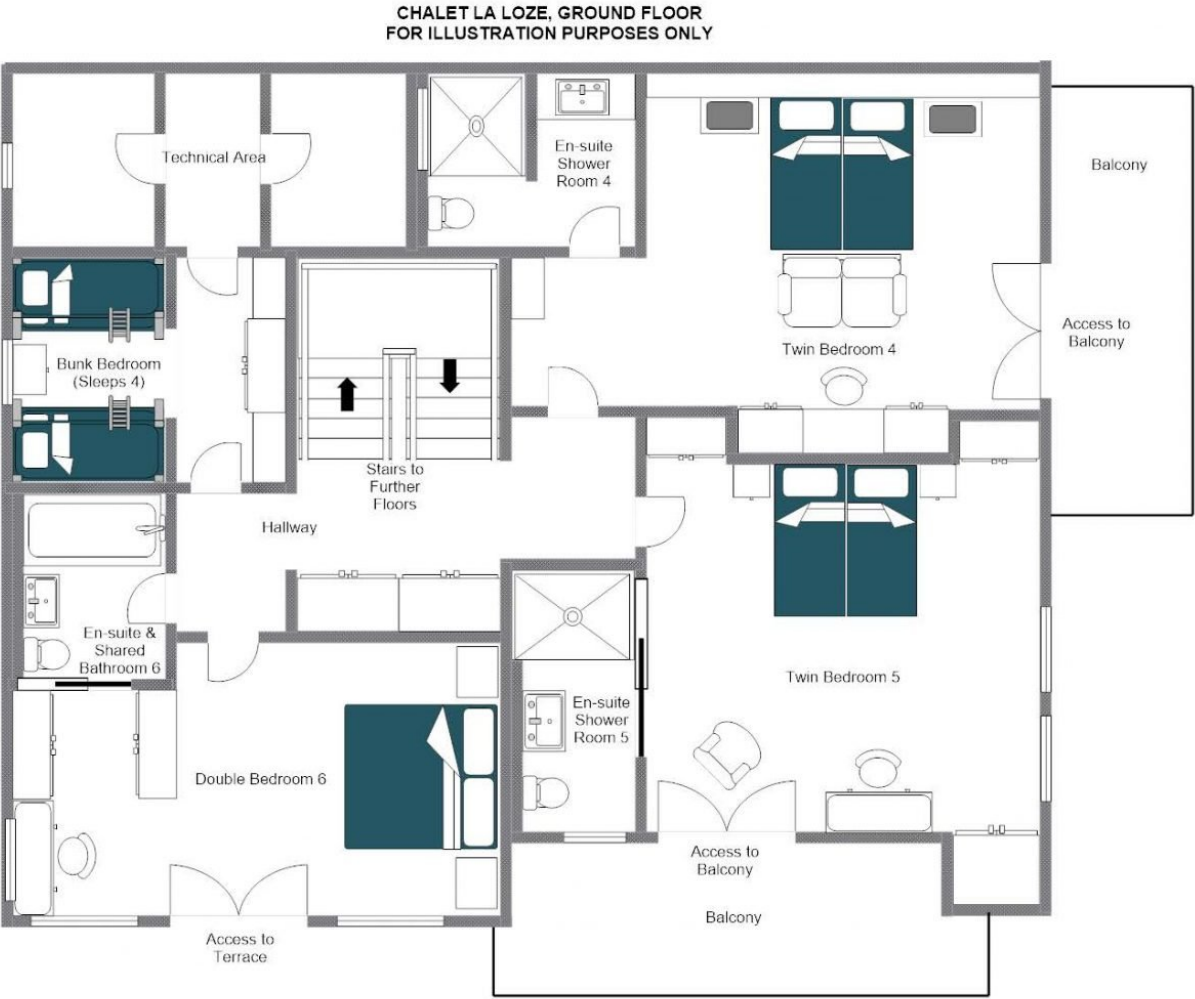 CHALET LA LOZE, GROUND FLOOR
FOR ILLUSTRATION PURPOSES ONLY
Technical Area
En-suite
Shower
Room 4
Balcony
Access to
Balcony
Twin Bedroom 4
Bunk Bedroom
(Sleeps 4)
Stairs to
Further
Floors
Hallway
En-suite &
Shared
Bathroom 6
Twin Bedroom 5
En-suite
Shower
Room 5
Double Bedroom 6
Access to
Balcony
Balcony
Access to
Terrace